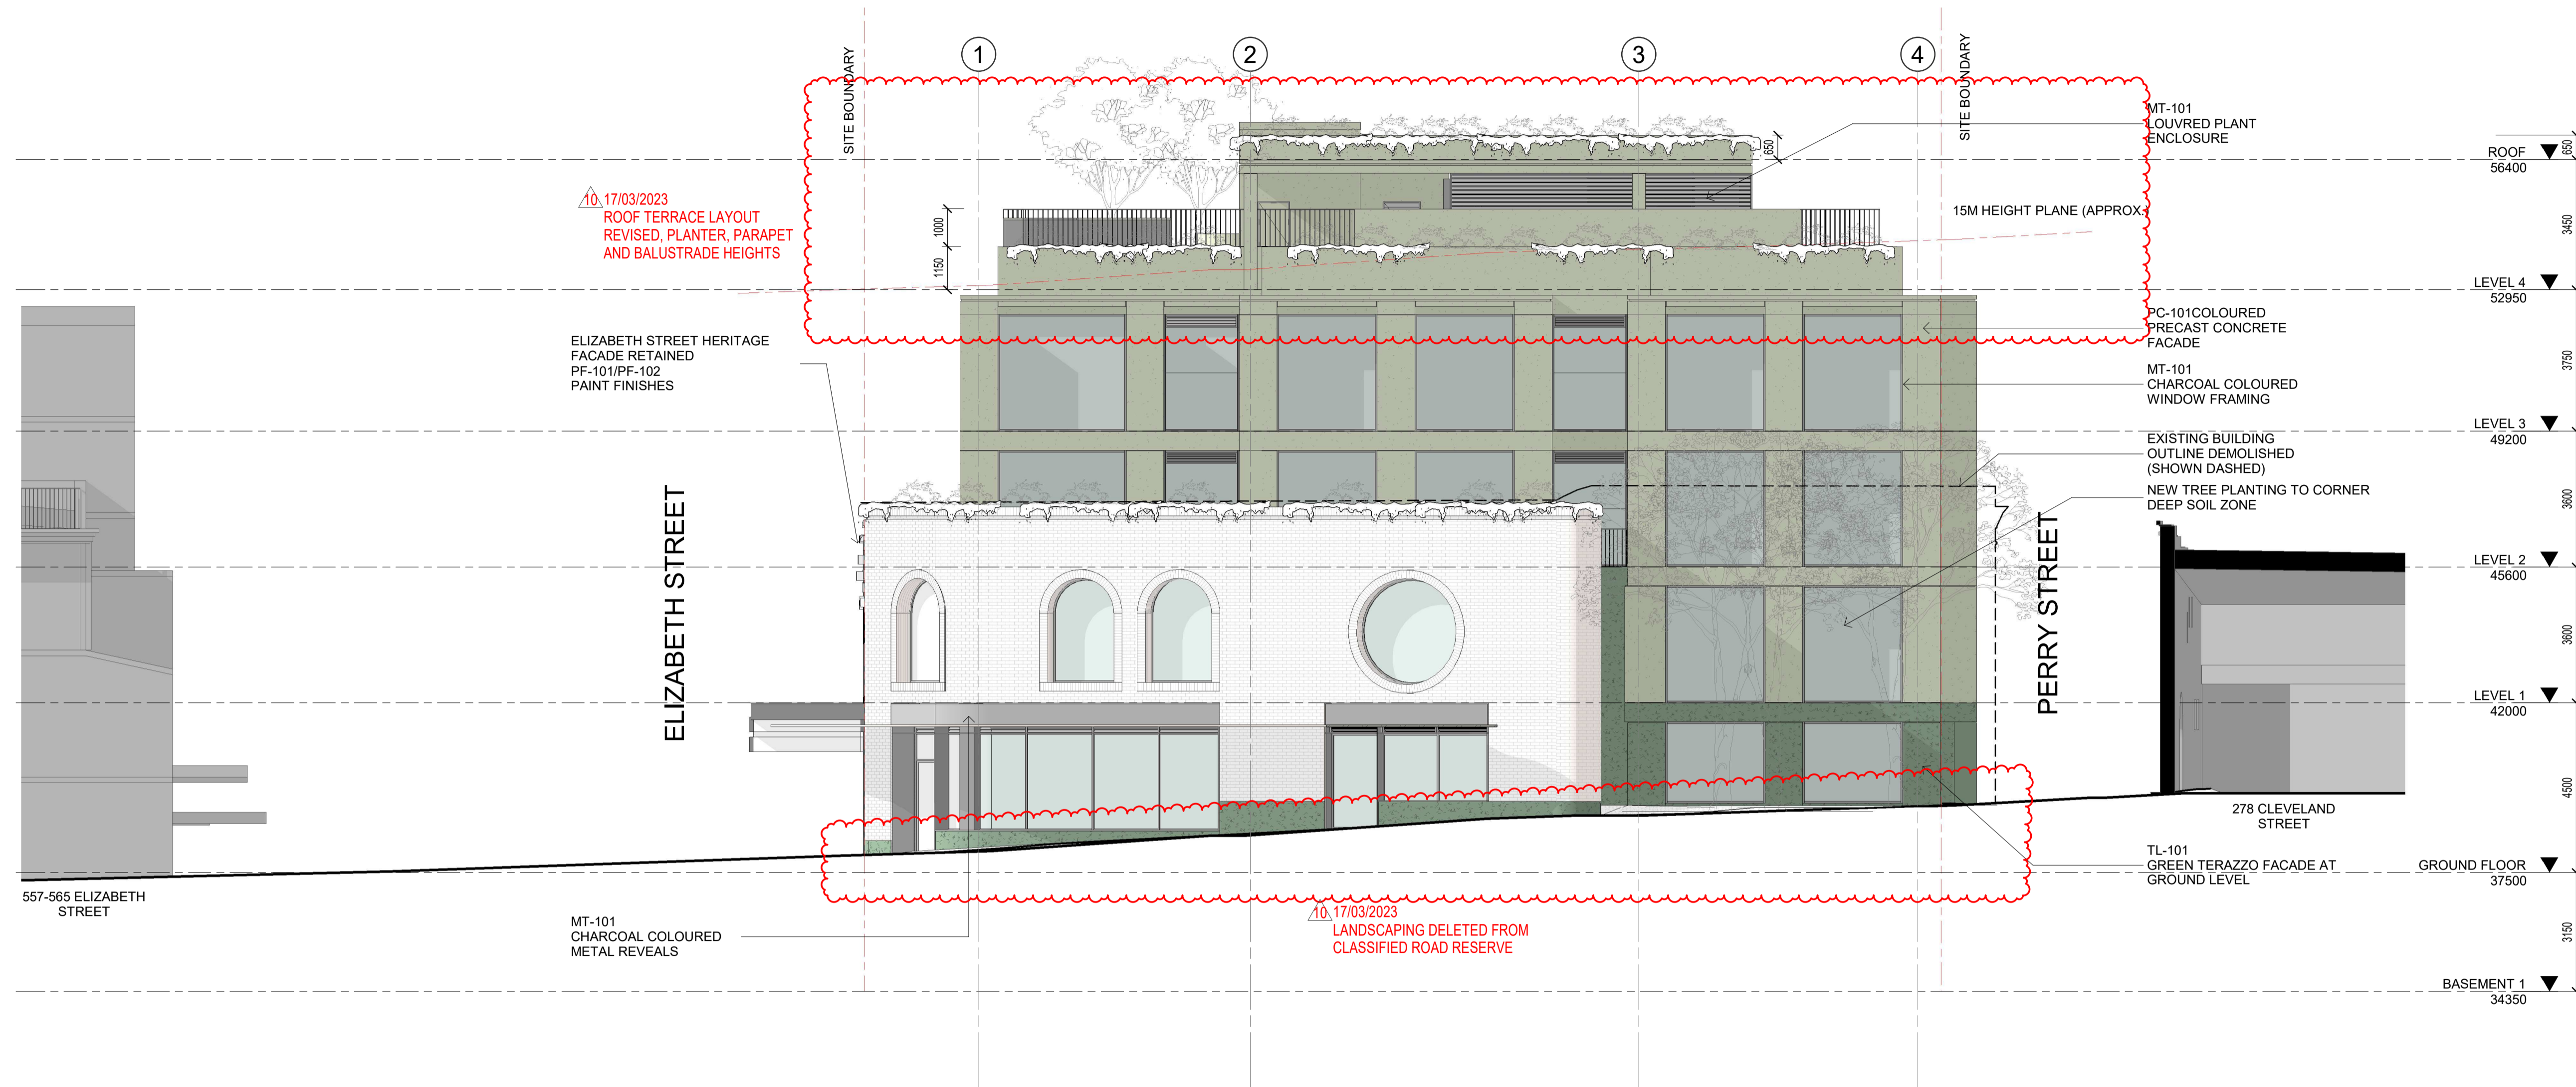 1
2
3
4
SITE BOUNDARY
SITE BOUNDARY
MT-101
LOUVRED PLANT
ENCLOSURE
650
650
ROOF
56400
10 17/03/2023
ROOF TERRACE LAYOUT
REVISED, PLANTER, PARAPET
AND BALUSTRADE HEIGHTS
1000
1150
15M HEIGHT PLANE (APPROX.)
3450
LEVEL 4
52950
PC-101COLOURED
PRECAST CONCRETE
FACADE
ELIZABETH STREET HERITAGE
FACADE RETAINED
PF-101/PF-102
PAINT FINISHES
3750
MT-101
CHARCOAL COLOURED
WINDOW FRAMING
LEVEL 3
49200
EXISTING BUILDING
OUTLINE DEMOLISHED
(SHOWN DASHED)
NEW TREE PLANTING TO CORNER
DEEP SOIL ZONE
3600
ELIZABETH STREET
PERRY STREET
LEVEL 2
45600
3600
LEVEL 1
42000
4500
278 CLEVELAND
STREET
TL-101
GREEN TERAZZO FACADE AT
GROUND LEVEL
GROUND FLOOR
37500
557-565 ELIZABETH
STREET
MT-101
CHARCOAL COLOURED
METAL REVEALS
10 17/03/2023
LANDSCAPING DELETED FROM
CLASSIFIED ROAD RESERVE
3150
BASEMENT 1
34350